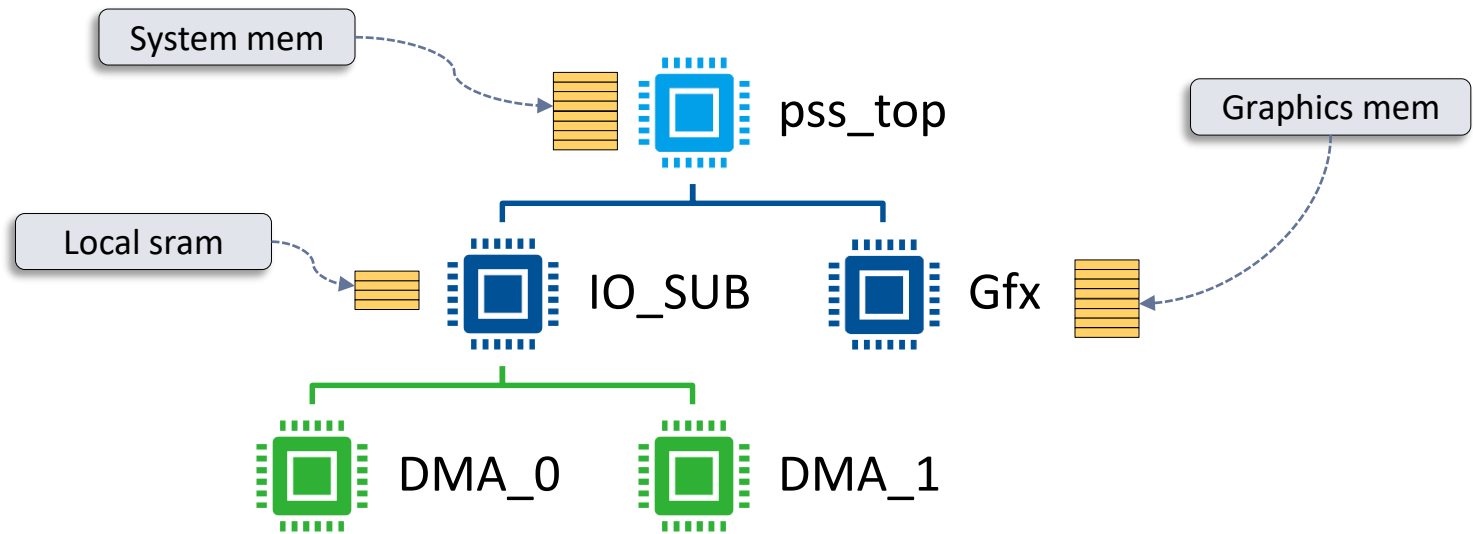 System mem
pss_top
Graphics mem
Local sram
IO_SUB
Gfx
DMA_0
DMA_1